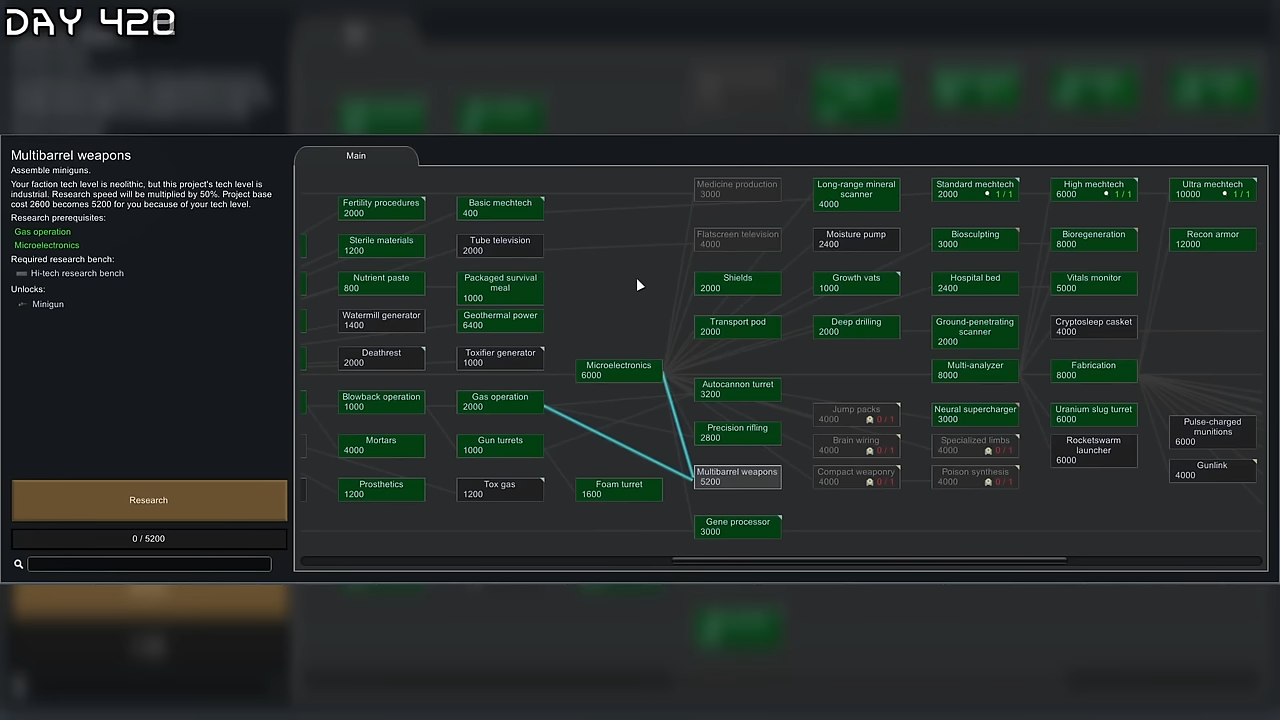 DAY 428
Multibarrel weapons
Assemble miniguns.
Your faction tech level is neolithic, but this project's tech level is
industrial. Research speed will be multiplied by 50%. Project base
cost 2600 becomes 5200 for you because of your tech level.
Research prerequisites:
Gas operation
Microelectronics
Required research bench:
Hi-tech research bench
Unlocks:
Minigun
Research
0 / 5200
Main
Fertility procedures
2000
Sterile materials
1200
Nutrient paste
800
Watermill generator
1400
Deathrest
2000
Blowback operation
1000
Mortars
4000
Prosthetics
1200
Basic mechtech
400
Tube television
2000
Packaged survival
meal
1000
Geothermal power
6400
Toxifier generator
1000
Gas operation
2000
Gun turrets
1000
Tox gas
1200
Microelectronics
6000
Foam turret
1600
Medicine production
3000
Flatscreen television
4000
Shields
2000
Transport pod
2000
Autocannon turret
3200
Precision rifling
2800
Multibarrel weapons
5200
Gene processor
3000
Long-range mineral
scanner
4000
Moisture pump
2400
Growth vats
1000
Deep drilling
2000
Jump packs
4000 0 / 1
Brain wiring
4000 0 / 1
Compact weaponry
4000 0 / 1
Standard mechtech
2000 1 / 1
Biosculpting
3000
Hospital bed
2400
Ground-penetrating
scanner
2000
Multi-analyzer
8000
Neural supercharger
3000
Specialized limbs
4000 0 / 1
Poison synthesis
4000 0 / 1
High mechtech
6000 1 / 1
Bioregeneration
8000
Vitals monitor
5000
Cryptosleep casket
4000
Fabrication
8000
Uranium slug turret
6000
Rocketswarm
launcher
6000
Ultra mechtech
10000 1 / 1
Recon armor
12000
Pulse-charged
munitions
6000
Gunlink
4000